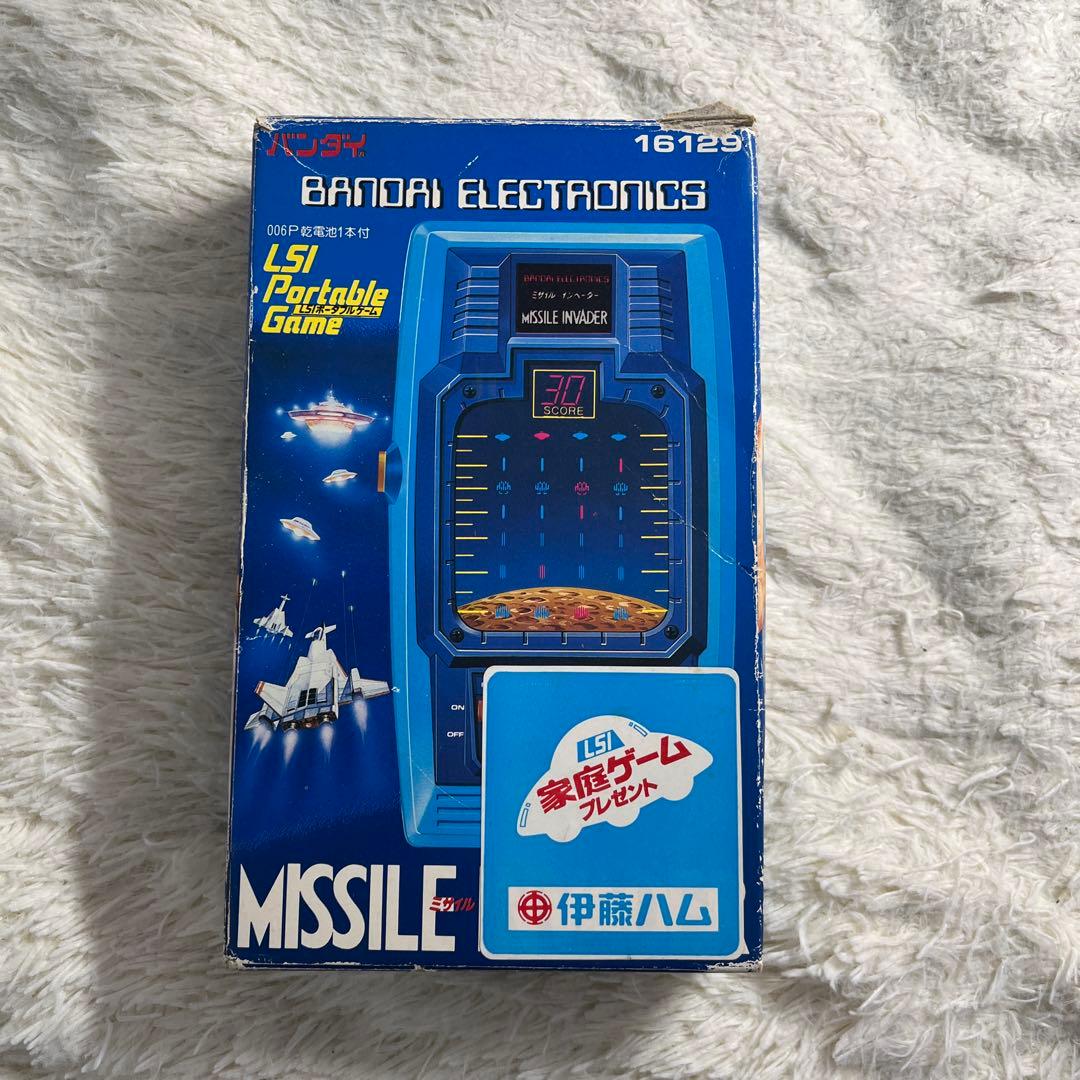 バンダイ
16129
BANDAI ELECTRONICS
006P乾電池1本付
LSI
Portable
LSIポータブルゲーム
Game
BANDAI ELECTRONICS
ミサイル インベーダー
MISSILE INVADER
30
SCORE
ON
OFF
LSI
家庭ゲーム
プレゼント
MISSILE
ミサイル
伊藤ハム